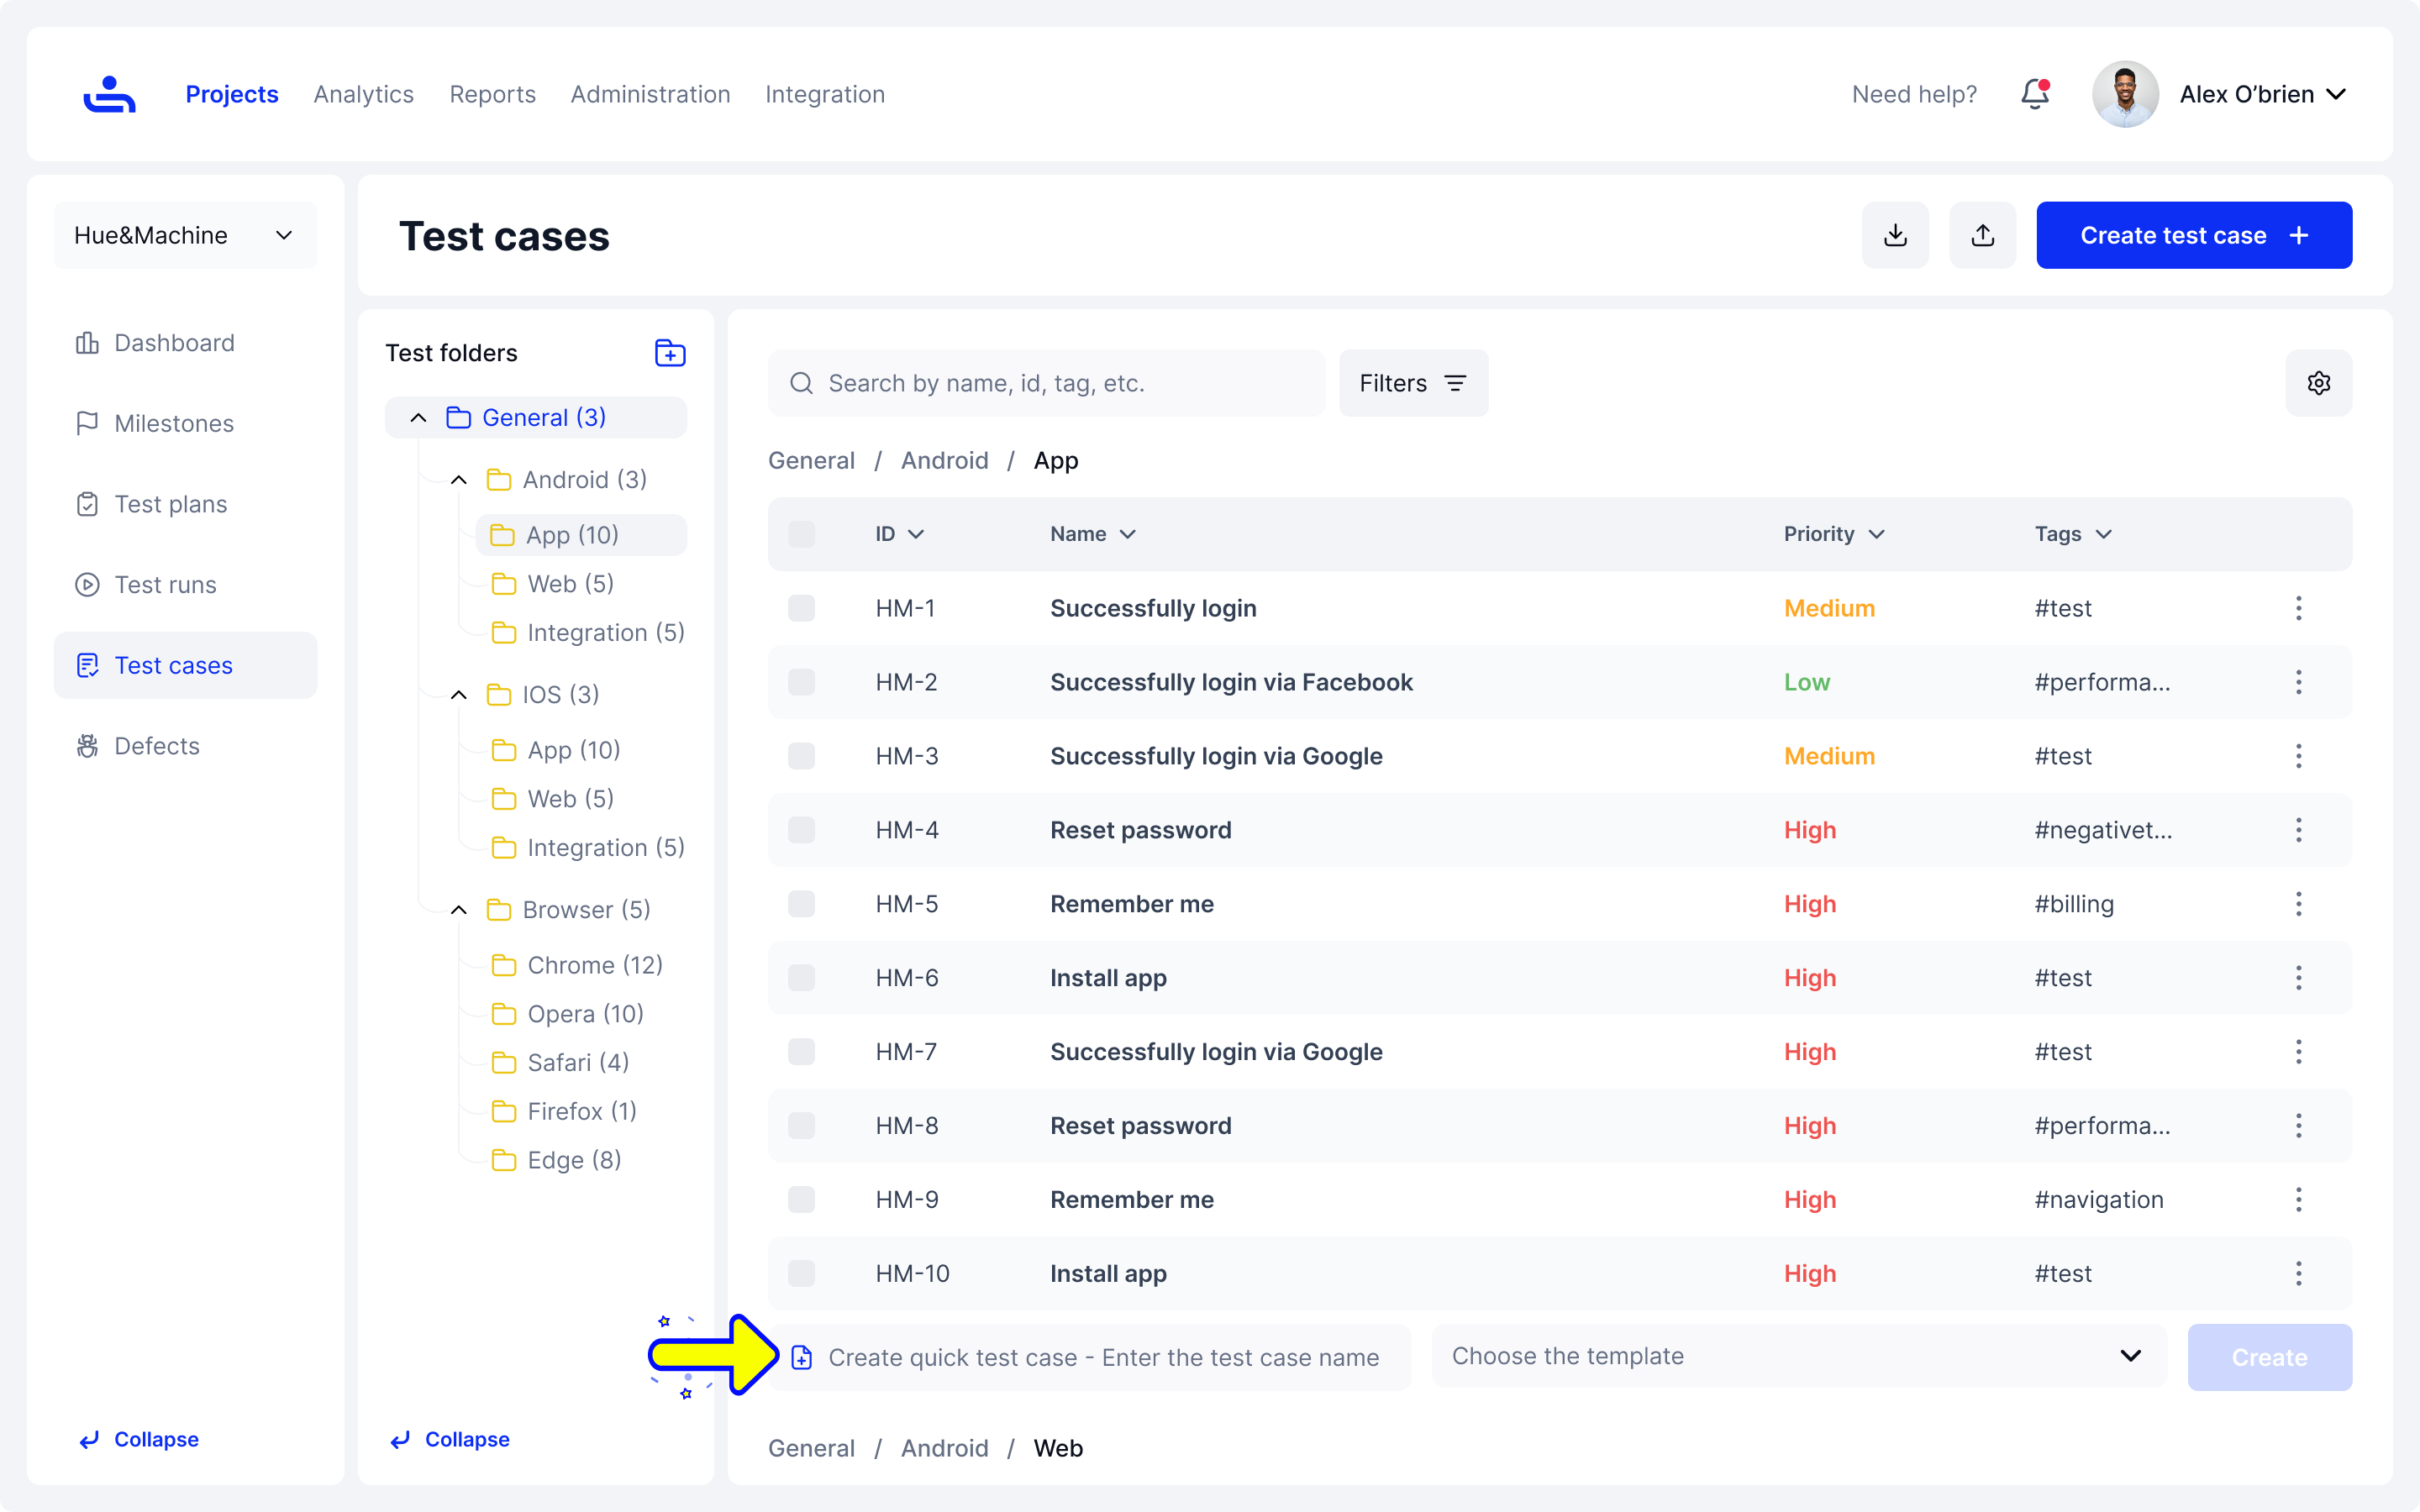 Projects Analytics Reports Administration Integration Need help? Alex O’brien
Hue&Machine
Dashboard
Milestones
Test plans
Test runs
Test cases
Defects
Collapse
Test cases
Create test case
Test folders
General (3)
Android (3)
App (10)
Web (5)
Integration (5)
IOS (3)
App (10)
Web (5)
Integration (5)
Browser (5)
Chrome (12)
Opera (10)
Safari (4)
Firefox (1)
Edge (8)
Collapse
Search by name, id, tag, etc. Filters
General / Android / App
ID Name Priority Tags
HM-1 Successfully login Medium #test
HM-2 Successfully login via Facebook Low #performa...
HM-3 Successfully login via Google Medium #test
HM-4 Reset password High #negativet...
HM-5 Remember me High #billing
HM-6 Install app High #test
HM-7 Successfully login via Google High #test
HM-8 Reset password High #performa...
HM-9 Remember me High #navigation
HM-10 Install app High #test
Create quick test case - Enter the test case name Choose the template Create
General / Android / Web